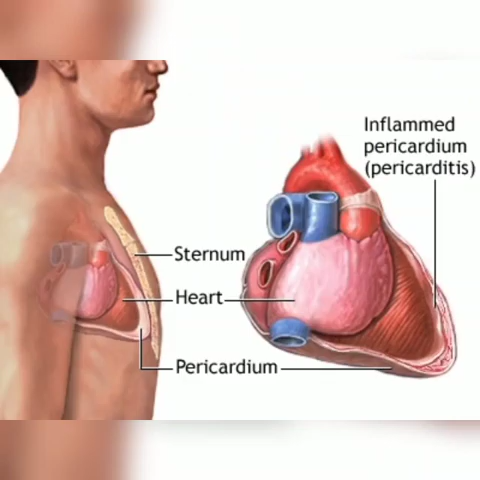 Inflammed
pericardium
(pericarditis)
Sternum
Heart
Pericardium